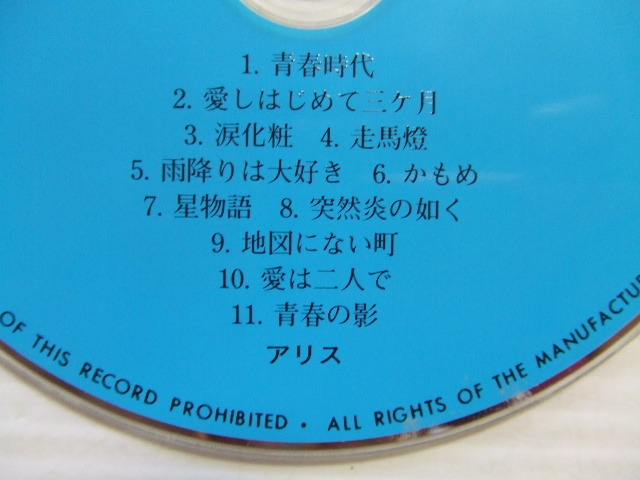 1. 青春時代
2. 愛しはじめて三ケ月
3. 涙化粧 4. 走馬燈
5. 雨降りは大好き 6. かもめ
7. 星物語 8. 突然炎の如く
9. 地図にない町
10. 愛は二人で
11. 青春の影
アリス
OF THIS RECORD PROHIBITED • ALL RIGHTS OF THE MANUFACTU